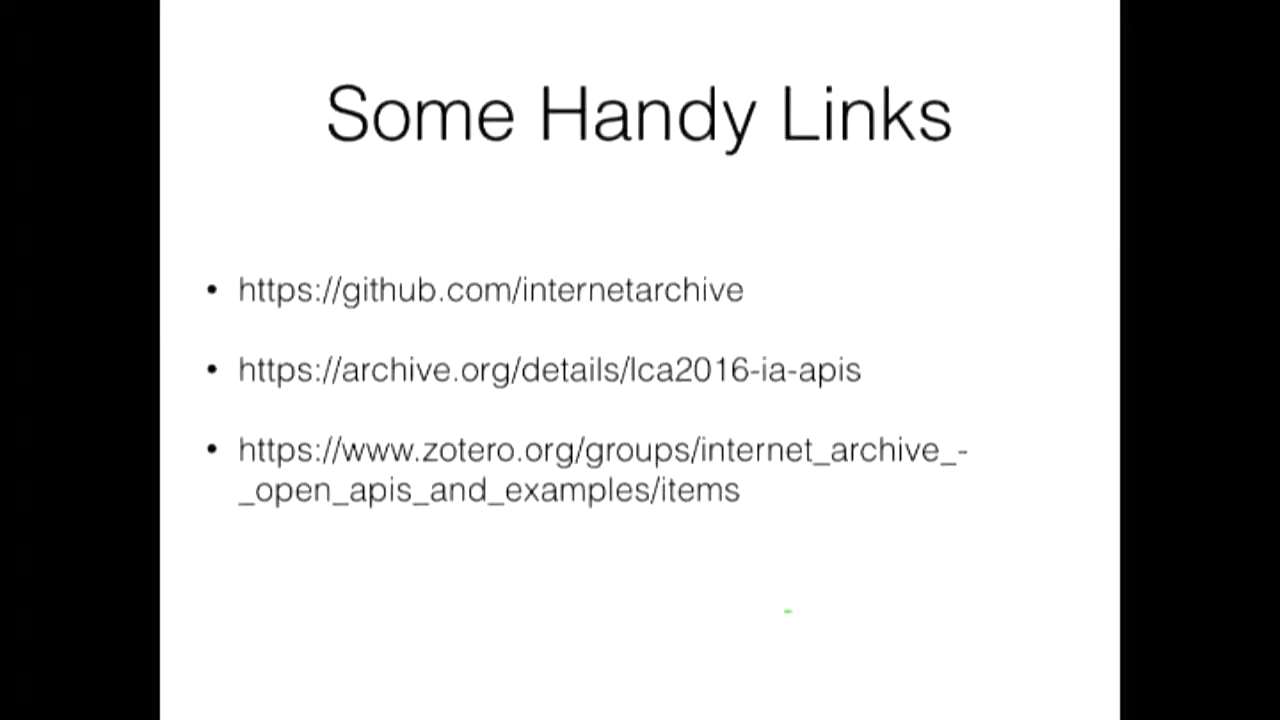 Some Handy Links
• https://github.com/internetarchive
• https://archive.org/details/lca2016-ia-apis
• https://www.zotero.org/groups/internet_archive_-
_open_apis_and_examples/items